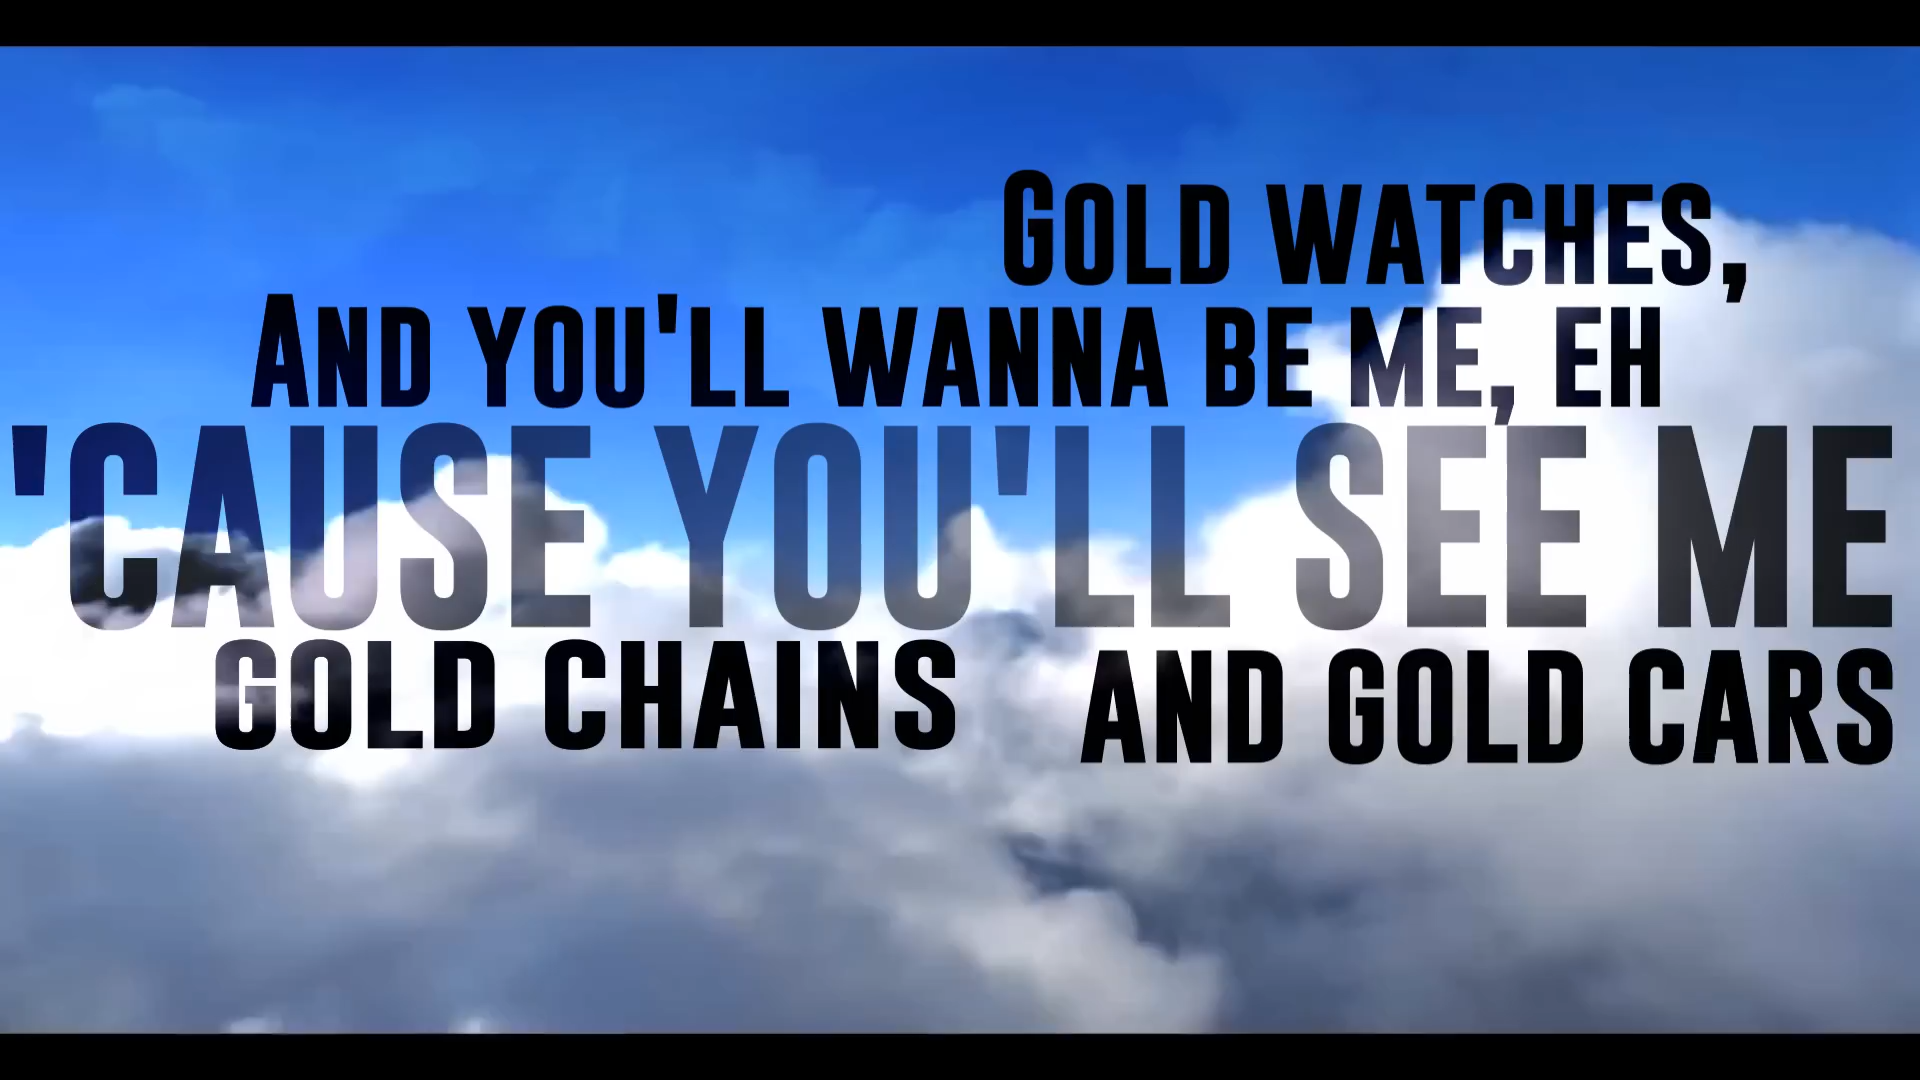 Gold watches,
And you'll wanna be me, eh
'Cause you'll see me
gold chains and gold cars